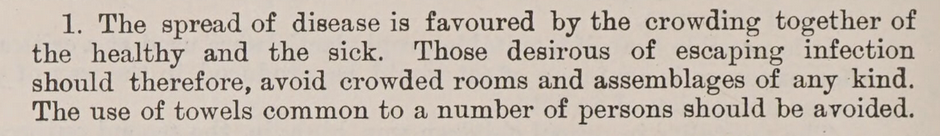 1. The spread of disease is favoured by the crowding together of
the healthy and the sick. Those desirous of escaping infection
should therefore, avoid crowded rooms and assemblages of any kind.
The use of towels common to a number of persons should be avoided.